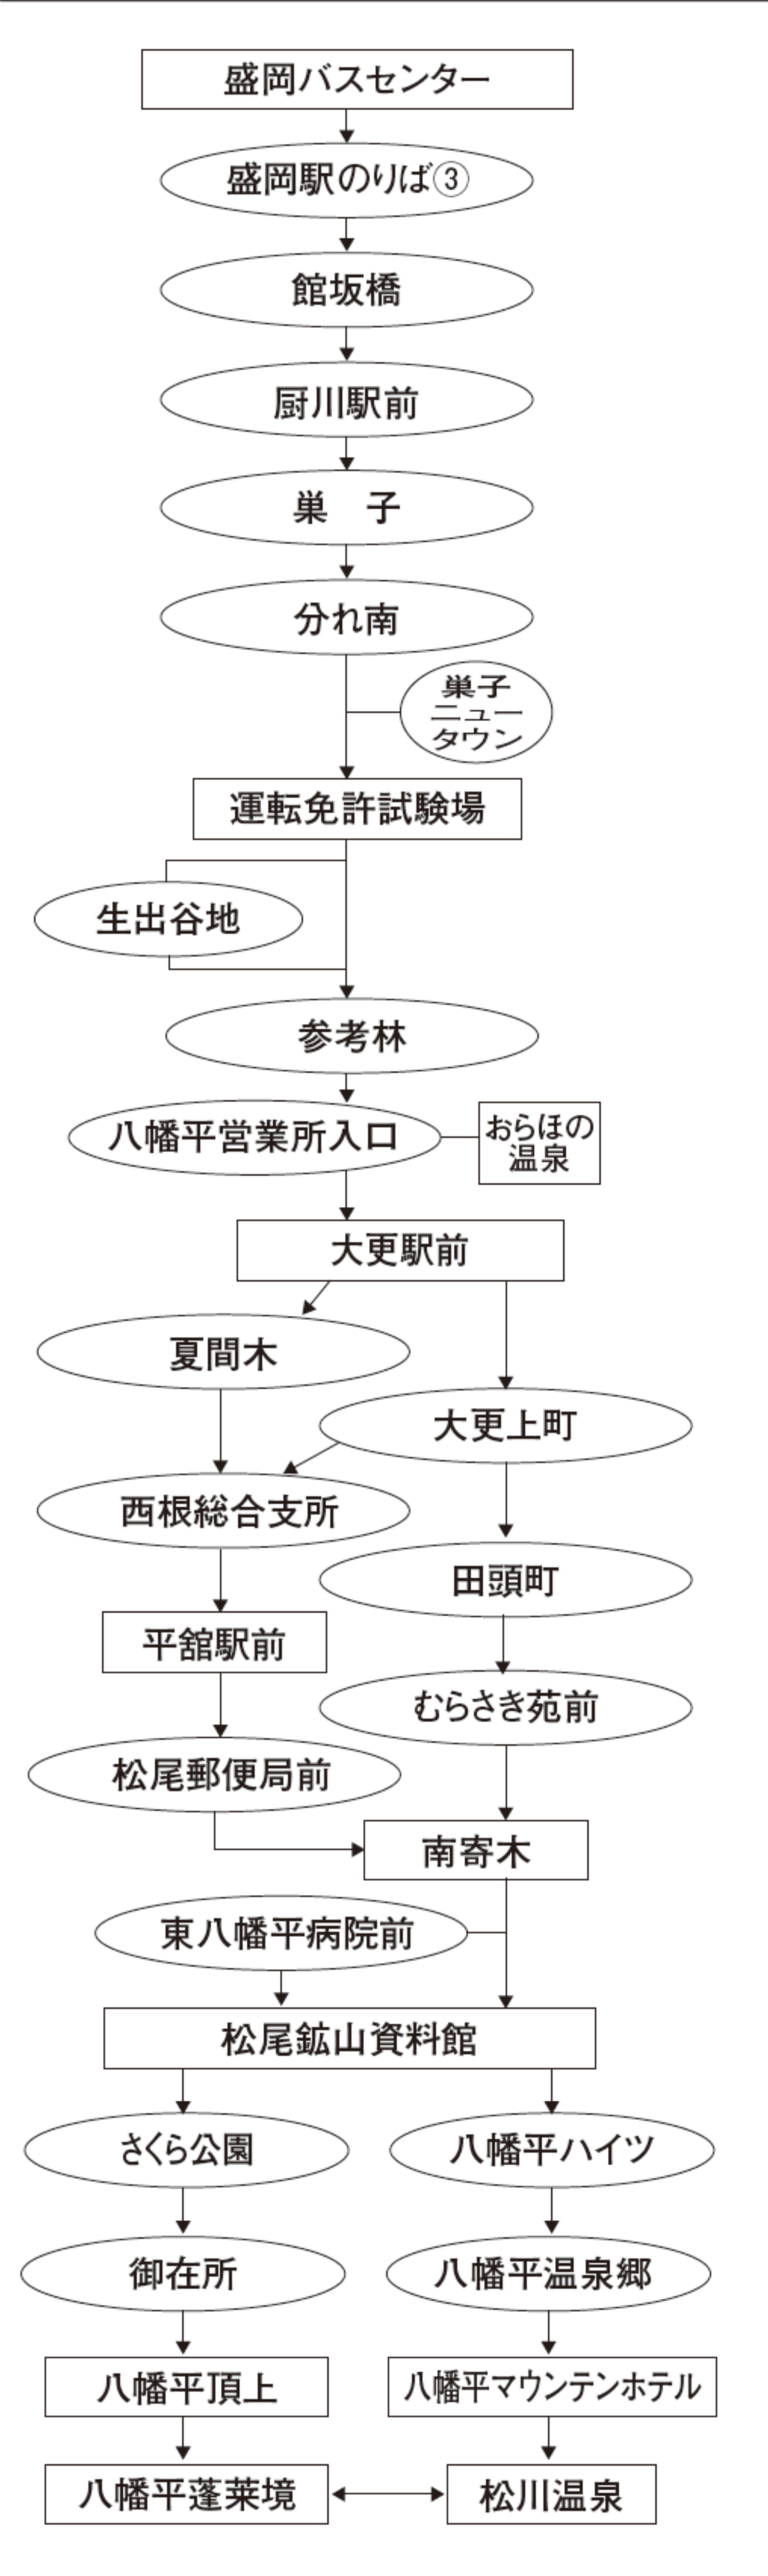 盛岡バスセンター
盛岡駅のりば③
館坂橋
厨川駅前
巣　子
分れ南
巣子
ニュー
タウン
運転免許試験場
生出谷地
参考林
八幡平営業所入口
おらほの
温泉
大更駅前
夏間木
大更上町
西根総合支所
田頭町
平舘駅前
むらさき苑前
松尾郵便局前
南寄木
東八幡平病院前
松尾鉱山資料館
さくら公園
八幡平ハイツ
御在所
八幡平温泉郷
八幡平頂上
八幡平マウンテンホテル
八幡平蓬莱境
松川温泉